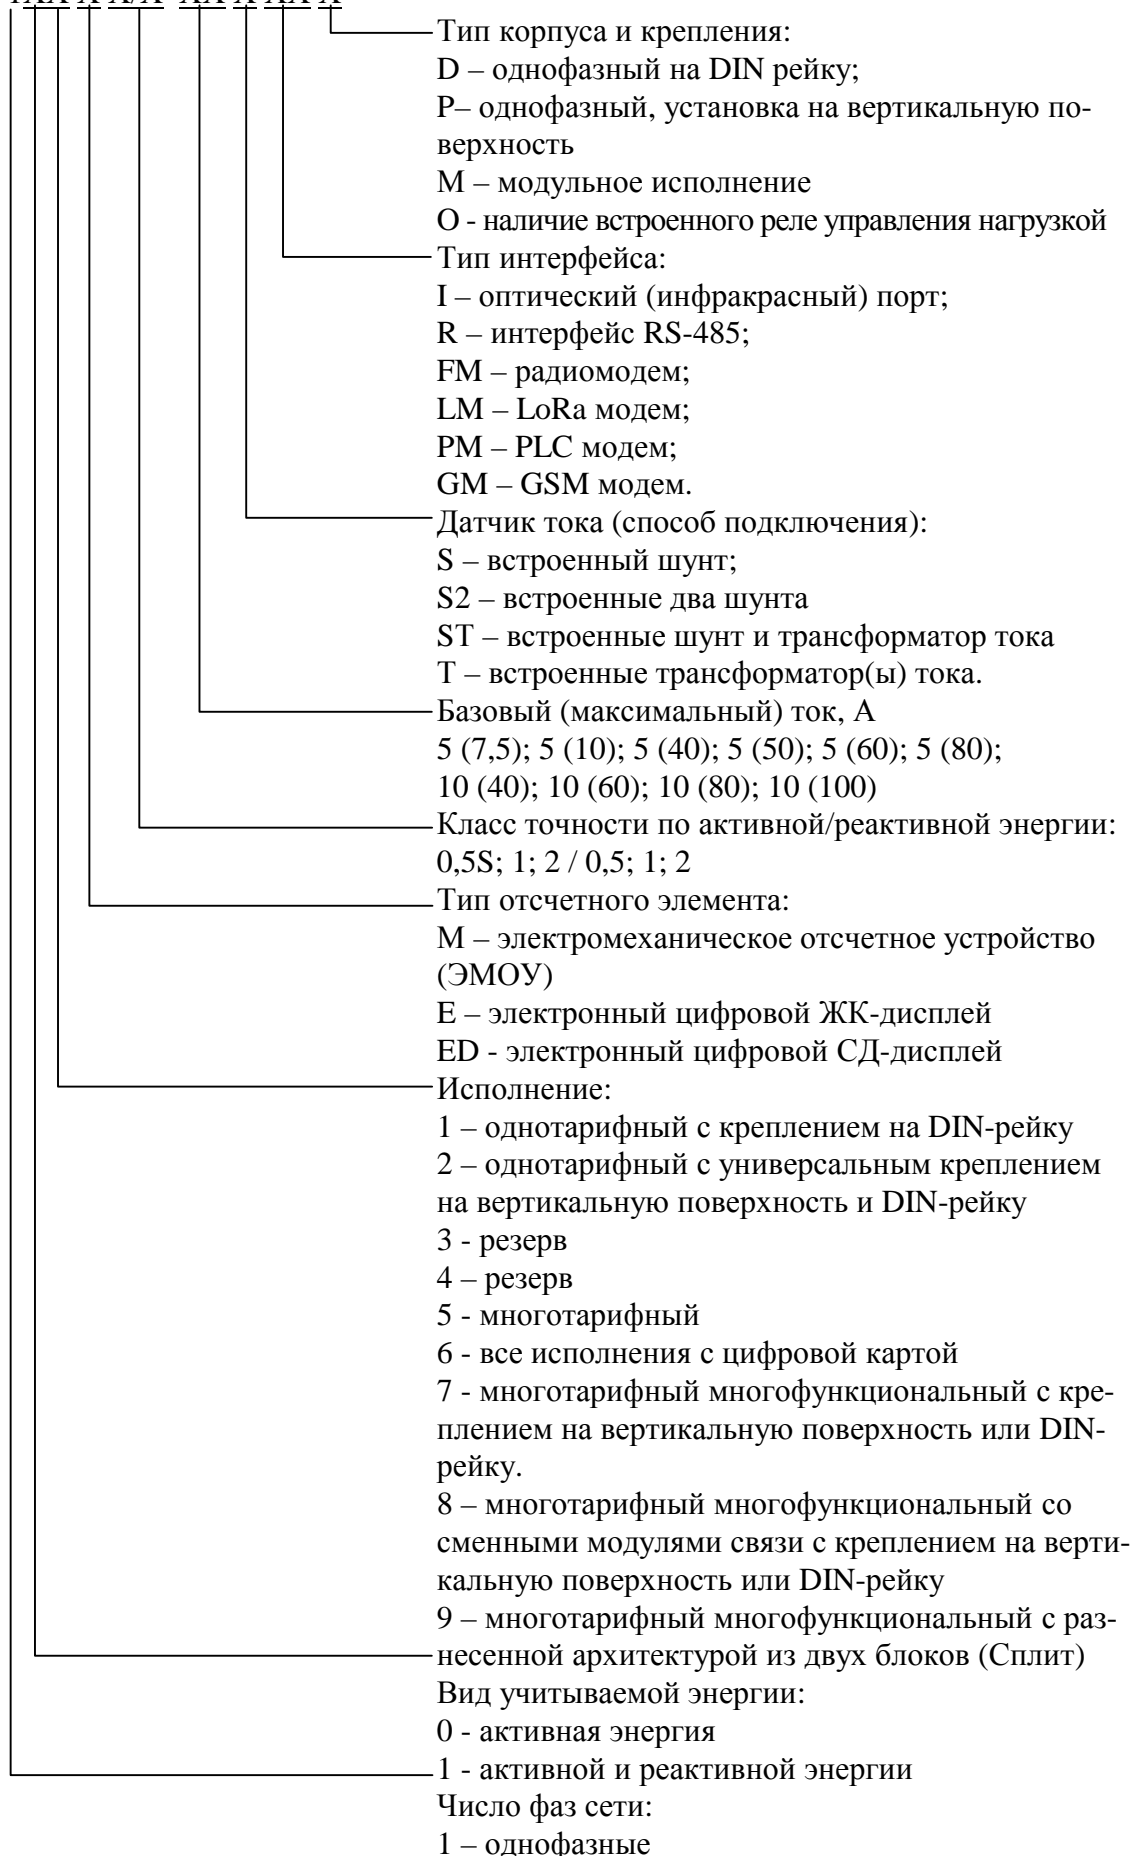 Тип корпуса и крепления:
D – однофазный на DIN рейку;
P– однофазный, установка на вертикальную по-
верхность
М – модульное исполнение
О - наличие встроенного реле управления нагрузкой
Тип интерфейса:
I – оптический (инфракрасный) порт;
R – интерфейс RS-485;
FM – радиомодем;
LM – LoRa модем;
PM – PLC модем;
GM – GSM модем.
Датчик тока (способ подключения):
S – встроенный шунт;
S2 – встроенные два шунта
ST – встроенные шунт и трансформатор тока
Т – встроенные трансформатор(ы) тока.
Базовый (максимальный) ток, А
5 (7,5); 5 (10); 5 (40); 5 (50); 5 (60); 5 (80);
10 (40); 10 (60); 10 (80); 10 (100)
Класс точности по активной/реактивной энергии:
0,5S; 1; 2 / 0,5; 1; 2
Тип отсчетного элемента:
М – электромеханическое отсчетное устройство
(ЭМОУ)
Е – электронный цифровой ЖК-дисплей
ED - электронный цифровой СД-дисплей
Исполнение:
1 – однотарифный с креплением на DIN-рейку
2 – однотарифный с универсальным креплением
на вертикальную поверхность и DIN-рейку
3 - резерв
4 – резерв
5 - многотарифный
6 - все исполнения с цифровой картой
7 - многотарифный многофункциональный с кре-
плением на вертикальную поверхность или DIN-
рейку.
8 – многотарифный многофункциональный со
сменными модулями связи с креплением на верти-
кальную поверхность или DIN-рейку
9 – многотарифный многофункциональный с раз-
несенной архитектурой из двух блоков (Сплит)
Вид учитываемой энергии:
0 - активная энергия
1 - активной и реактивной энергии
Число фаз сети:
1 – однофазные